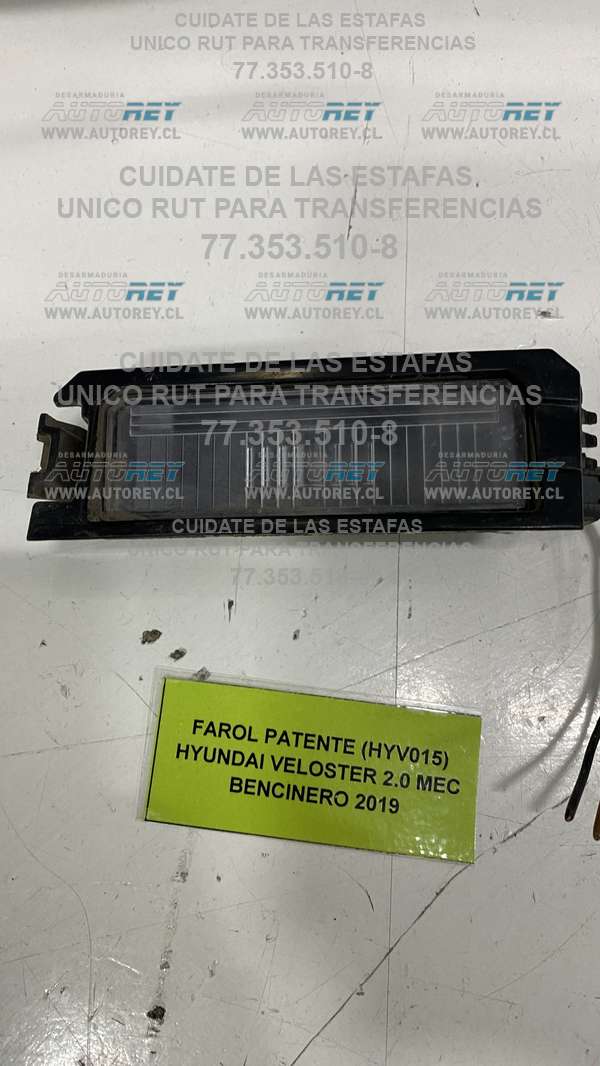 CUIDATE DE LAS ESTAFAS
UNICO RUT PARA TRANSFERENCIAS
77.353.510-8
DESARMADURIA DESARMADURIA DESARMADURIA
AUTOREY AUTOREY AUTOREY
WWW.AUTOREY.CL WWW.AUTOREY.CL WWW.AUTOREY.CL
CUIDATE DE LAS ESTAFAS
UNICO RUT PARA TRANSFERENCIAS
77.353.510-8
DESARMADURIA DESARMADURIA DESARMADURIA
AUTOREY AUTOREY AUTOREY
WWW.AUTOREY.CL WWW.AUTOREY.CL WWW.AUTOREY.CL
CUIDATE DE LAS ESTAFAS
UNICO RUT PARA TRANSFERENCIAS
77.353.510-8
DESARMADURIA DESARMADURIA DESARMADURIA
AUTOREY AUTOREY AUTOREY
WWW.AUTOREY.CL WWW.AUTOREY.CL WWW.AUTOREY.CL
CUIDATE DE LAS ESTAFAS
UNICO RUT PARA TRANSFERENCIAS
77.353.510-8
FAROL PATENTE (HYV015)
HYUNDAI VELOSTER 2.0 MEC
BENCINERO 2019